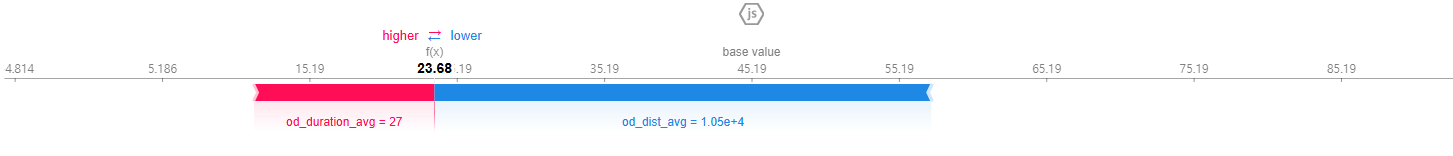 js
higher lower
f(x)
base value
4.814 5.186 15.19 23.68 .19 35.19 45.19 55.19 65.19 75.19 85.19
od_duration_avg = 27
od_dist_avg = 1.05e+4